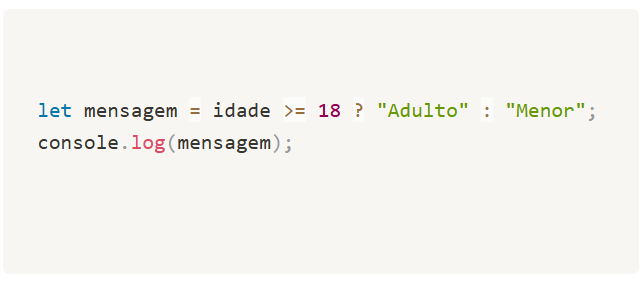 let mensagem = idade >= 18 ? "Adulto" : "Menor";
console.log(mensagem);